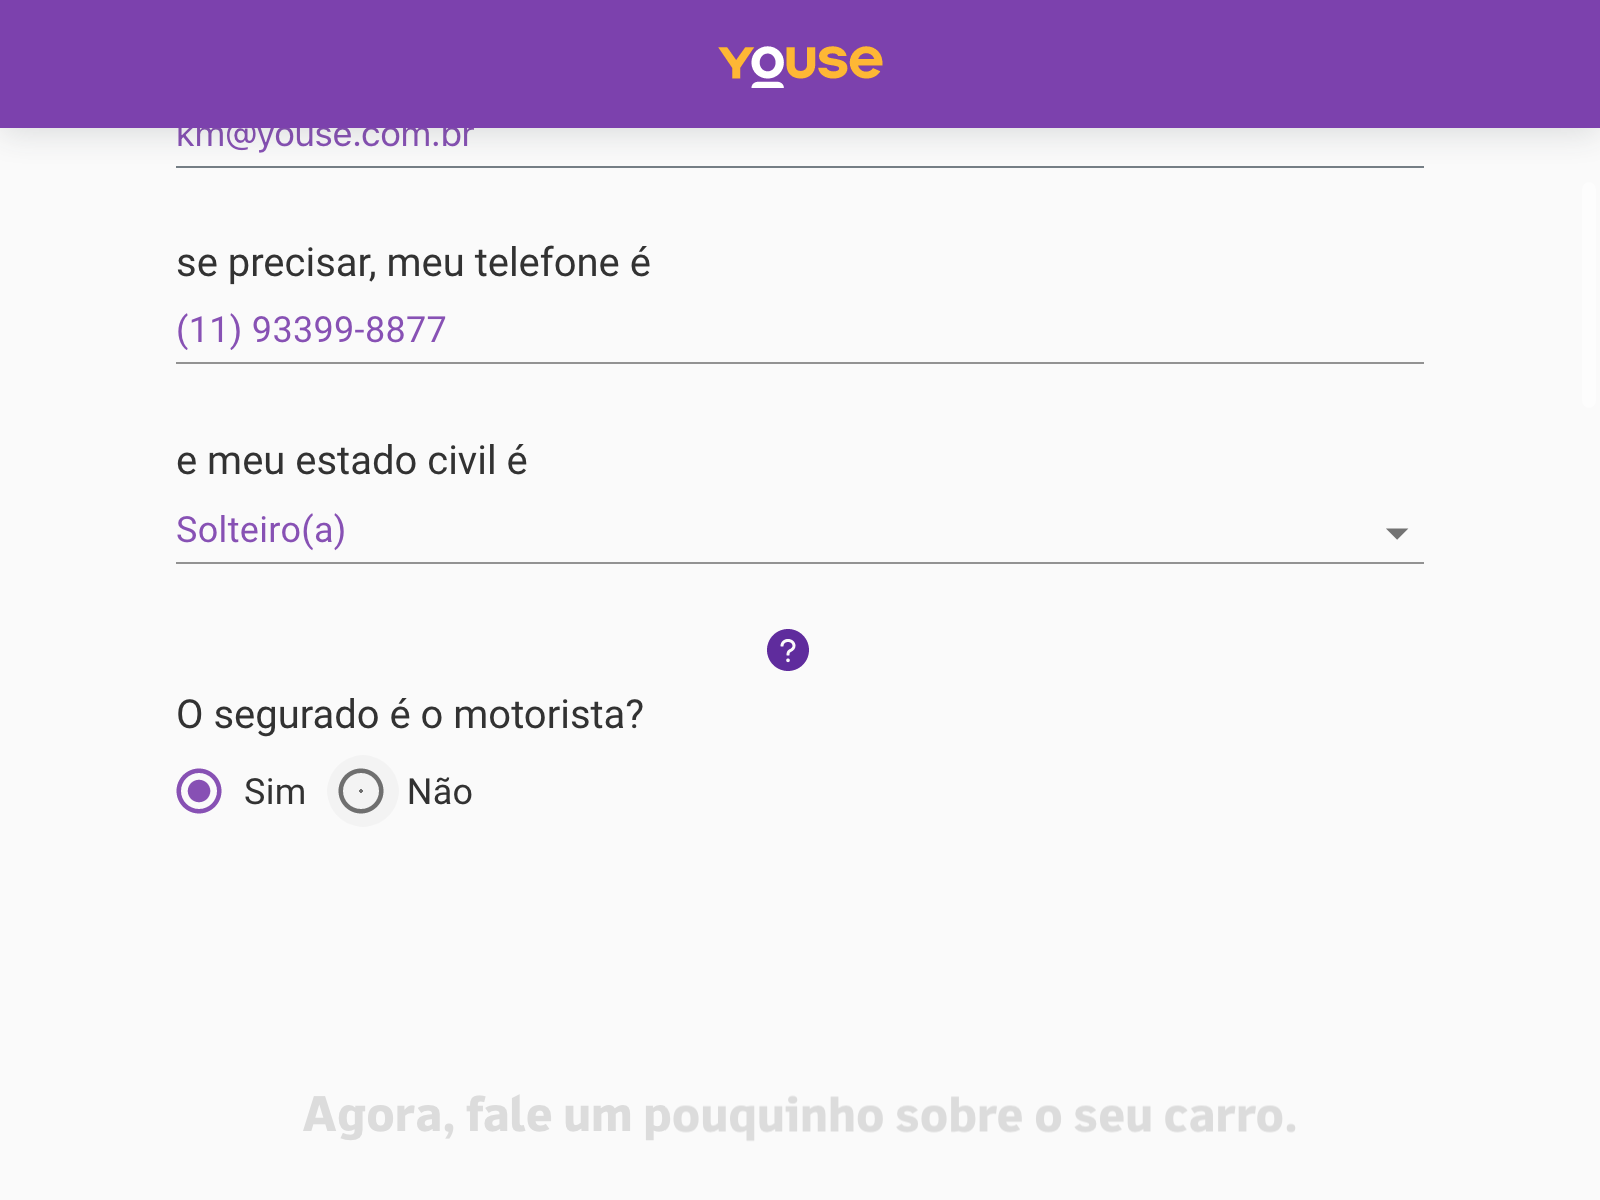 youse
km@youse.com.br
se precisar, meu telefone é
(11) 93399-8877
e meu estado civil é
Solteiro(a)
?
O segurado é o motorista?
Sim Não
Agora, fale um pouquinho sobre o seu carro.